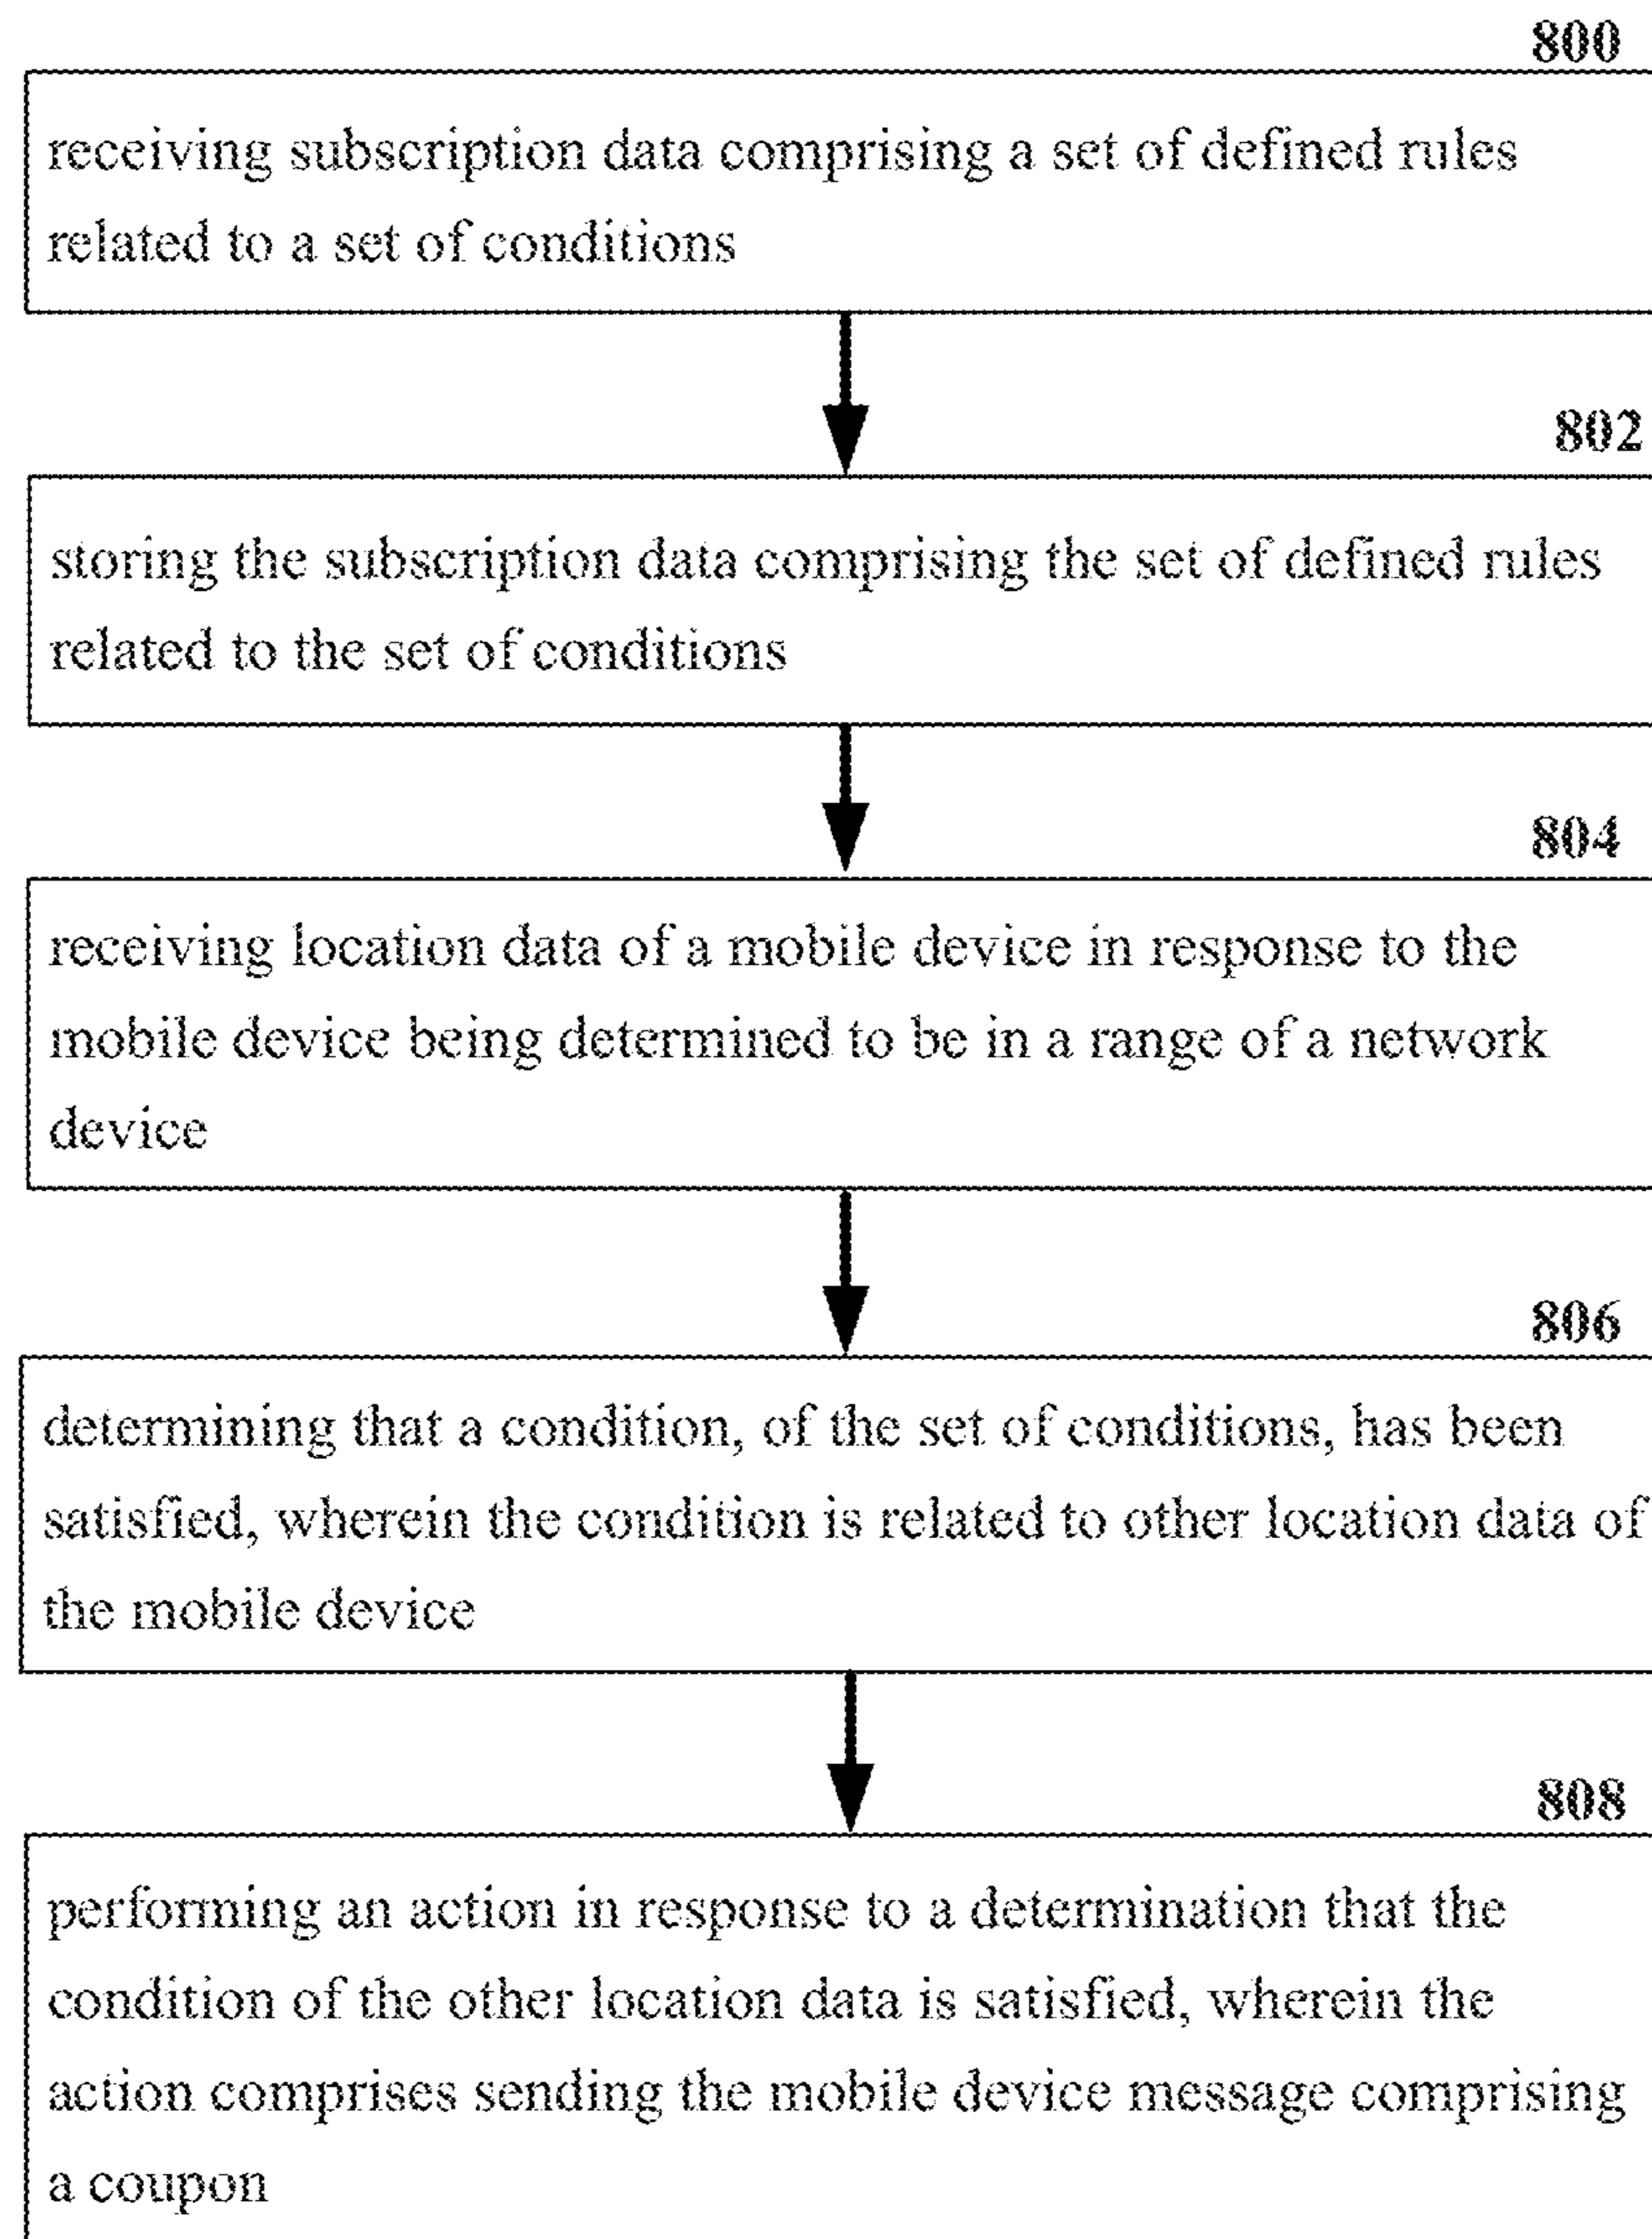 800
receiving subscription data comprising a set of defined rules
related to a set of conditions
802
storing the subscription data comprising the set of defined rules
related to the set of conditions
804
receiving location data of a mobile device in response to the
mobile device being determined to be in a range of a network
device
806
determining that a condition, of the set of conditions, has been
satisfied, wherein the condition is related to other location data of
the mobile device
808
performing an action in response to a determination that the
condition of the other location data is satisfied, wherein the
action comprises sending the mobile device message comprising
a coupon